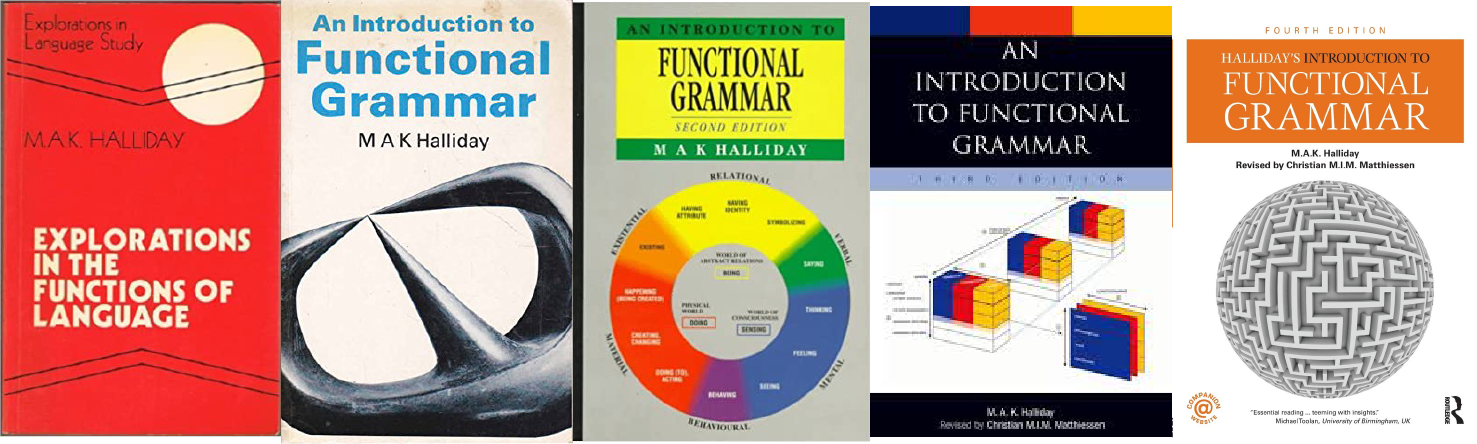 Explorations in
Language Study
M.A.K. HALLIDAY
EXPLORATIONS
IN THE
FUNCTIONS OF
LANGUAGE
An Introduction to
Functional
Grammar
M A K Halliday
AN INTRODUCTION TO
FUNCTIONAL
GRAMMAR
SECOND EDITION
M A K HALLIDAY
RELATIONAL
HAVING
ATTRIBUTE
HAVING
IDENTITY
SYMBOLIZING
EXISTENTIAL
EXISTING
VERBAL
SAYING
WORLD OF
ABSTRACT RELATIONS
BEING
HAPPENING
(BEING CREATED)
PHYSICAL
WORLD
DOING
WORLD OF
CONSCIOUSNESS
SENSING
THINKING
CREATING,
CHANGING
FEELING
MATERIAL
DOING (TO),
ACTING
SEEING
MENTAL
BEHAVING
BEHAVIOURAL
AN
INTRODUCTION
TO FUNCTIONAL
GRAMMAR
THIRD EDITION
M. A. K. Halliday
Revised by Christian M.I.M. Matthiessen
FOURTH EDITION
HALLIDAY'S INTRODUCTION TO
FUNCTIONAL
GRAMMAR
M.A.K. Halliday
Revised by Christian M.I.M. Matthiessen
COMPANION
@
WEBSITE
"Essential reading ... teeming with insights."
Michael Toolan, University of Birmingham, UK
ROUTLEDGE